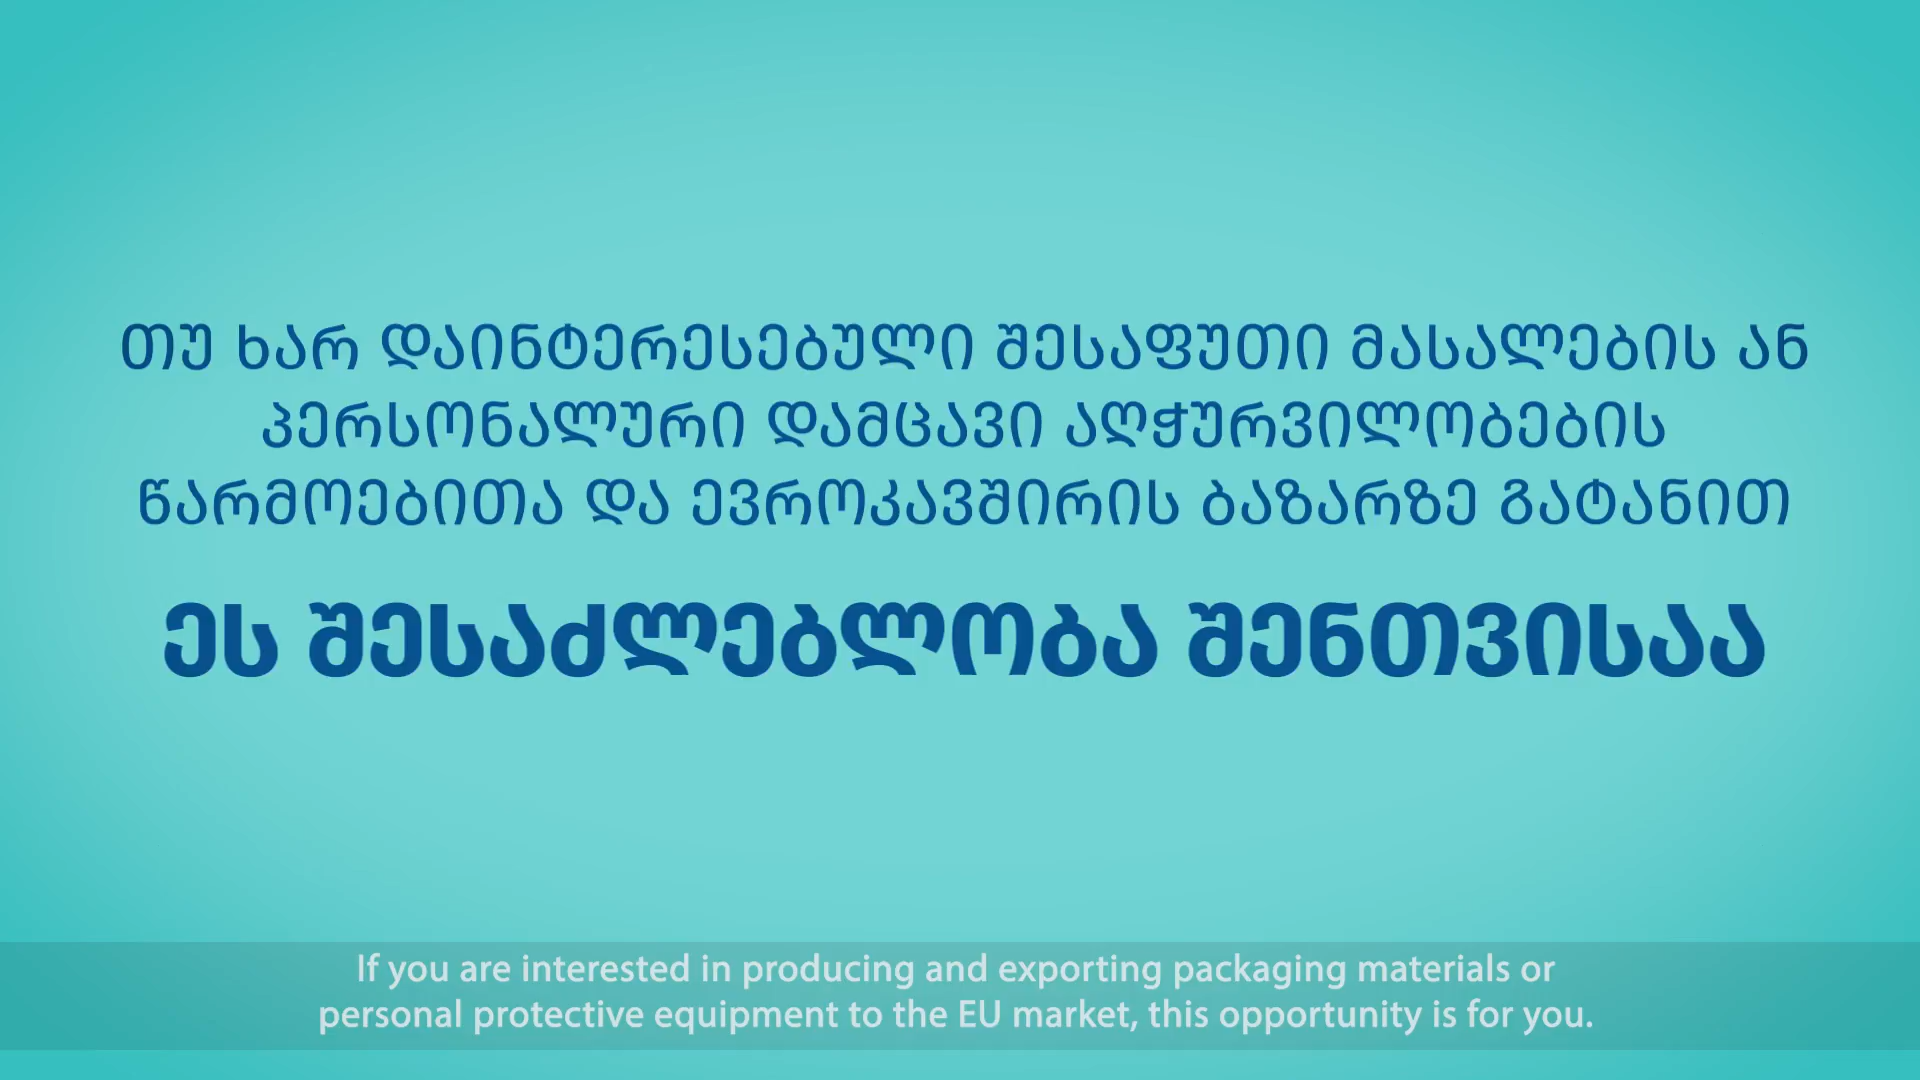 თუ ხარ დაინტერესებული შესაფუთი მასალების ან
პერსონალური დამცავი აღჭურვილობების
წარმოებითა და ევროკავშირის ბაზარზე გატანით
ეს შესაძლებლობა შენთვისაა
If you are interested in producing and exporting packaging materials or
personal protective equipment to the EU market, this opportunity is for you.